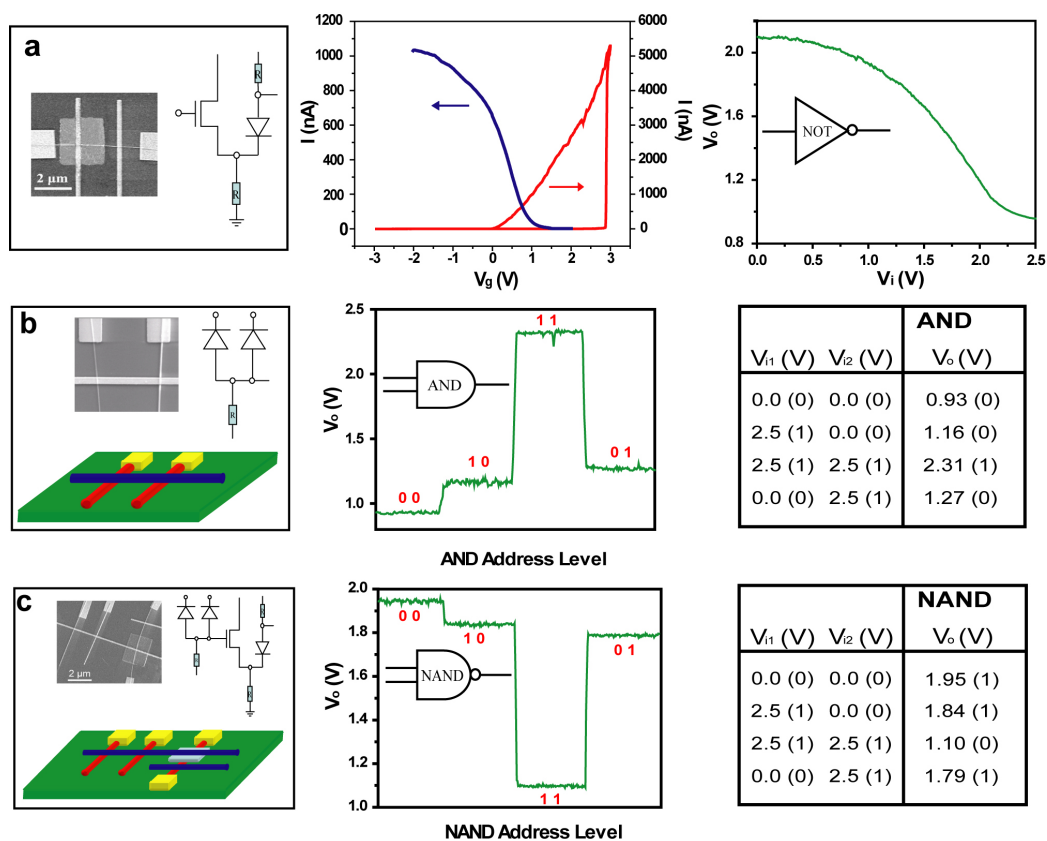 a
R
R
2 μm
1200
1000
800
600
400
200
0
I (nA)
6000
5000
4000
3000
2000
1000
0
I (nA)
-3 -2 -1 0 1 2 3
Vg (V)
2.0
1.6
1.2
0.8
Vo (V)
NOT
0.0 0.5 1.0 1.5 2.0 2.5
Vi (V)
b
R
2.5
2.0
1.5
1.0
Vo (V)
1 1
AND
1 0
0 1
0 0
AND Address Level
AND
Vi1 (V) Vi2 (V) Vo (V)
0.0 (0) 0.0 (0) 0.93 (0)
2.5 (1) 0.0 (0) 1.16 (0)
2.5 (1) 2.5 (1) 2.31 (1)
0.0 (0) 2.5 (1) 1.27 (0)
c
R
R
R
2 μm
2.0
1.8
1.6
1.4
1.2
1.0
Vo (V)
0 0
1 0
0 1
NAND
1 1
NAND Address Level
NAND
Vi1 (V) Vi2 (V) Vo (V)
0.0 (0) 0.0 (0) 1.95 (1)
2.5 (1) 0.0 (0) 1.84 (1)
2.5 (1) 2.5 (1) 1.10 (0)
0.0 (0) 2.5 (1) 1.79 (1)